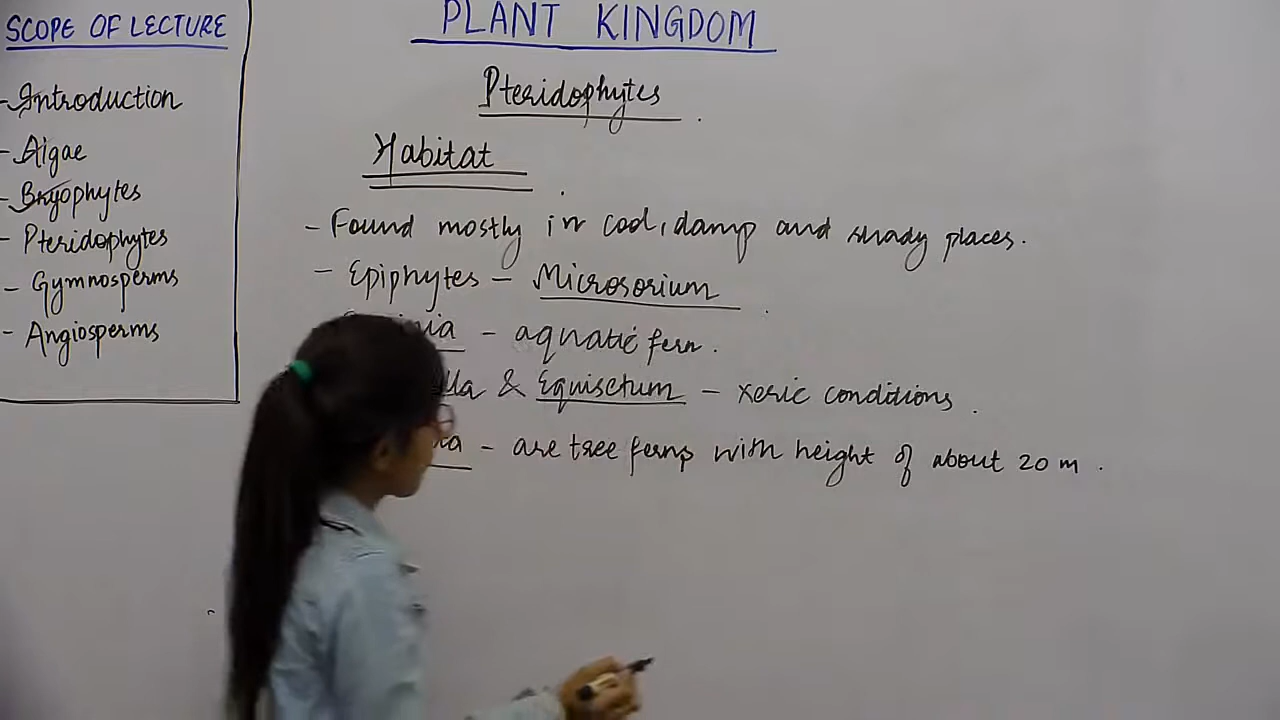 SCOPE OF LECTURE
- Introduction
- Algae
- Bryophytes
- Pteridophytes
- Gymnosperms
- Angiosperms
PLANT KINGDOM
Pteridophytes
Habitat
- Found mostly in cool, damp and shady places.
- Epiphytes - Microsorium
- aquatic fern.
& Equisetum - xeric conditions.
- are tree ferns with height of about 20 m.